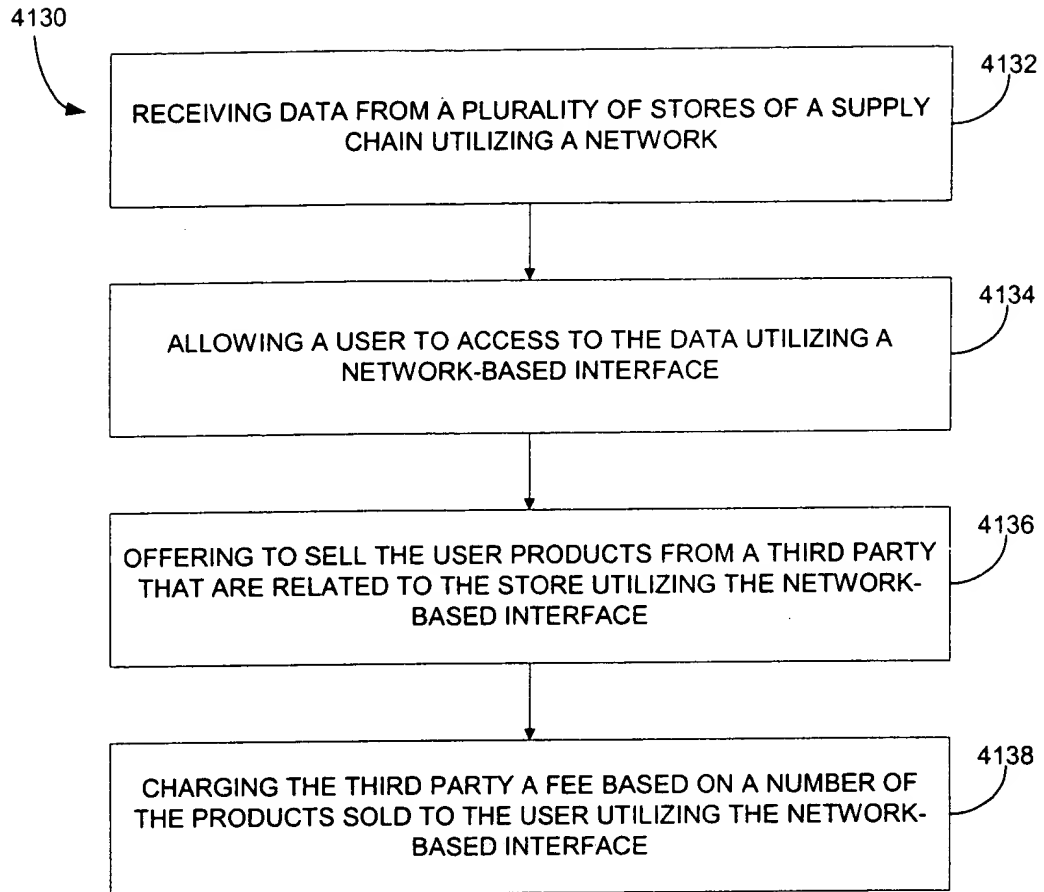 4130
4132
RECEIVING DATA FROM A PLURALITY OF STORES OF A SUPPLY
CHAIN UTILIZING A NETWORK
4134
ALLOWING A USER TO ACCESS TO THE DATA UTILIZING A
NETWORK-BASED INTERFACE
4136
OFFERING TO SELL THE USER PRODUCTS FROM A THIRD PARTY
THAT ARE RELATED TO THE STORE UTILIZING THE NETWORK-
BASED INTERFACE
4138
CHARGING THE THIRD PARTY A FEE BASED ON A NUMBER OF
THE PRODUCTS SOLD TO THE USER UTILIZING THE NETWORK-
BASED INTERFACE